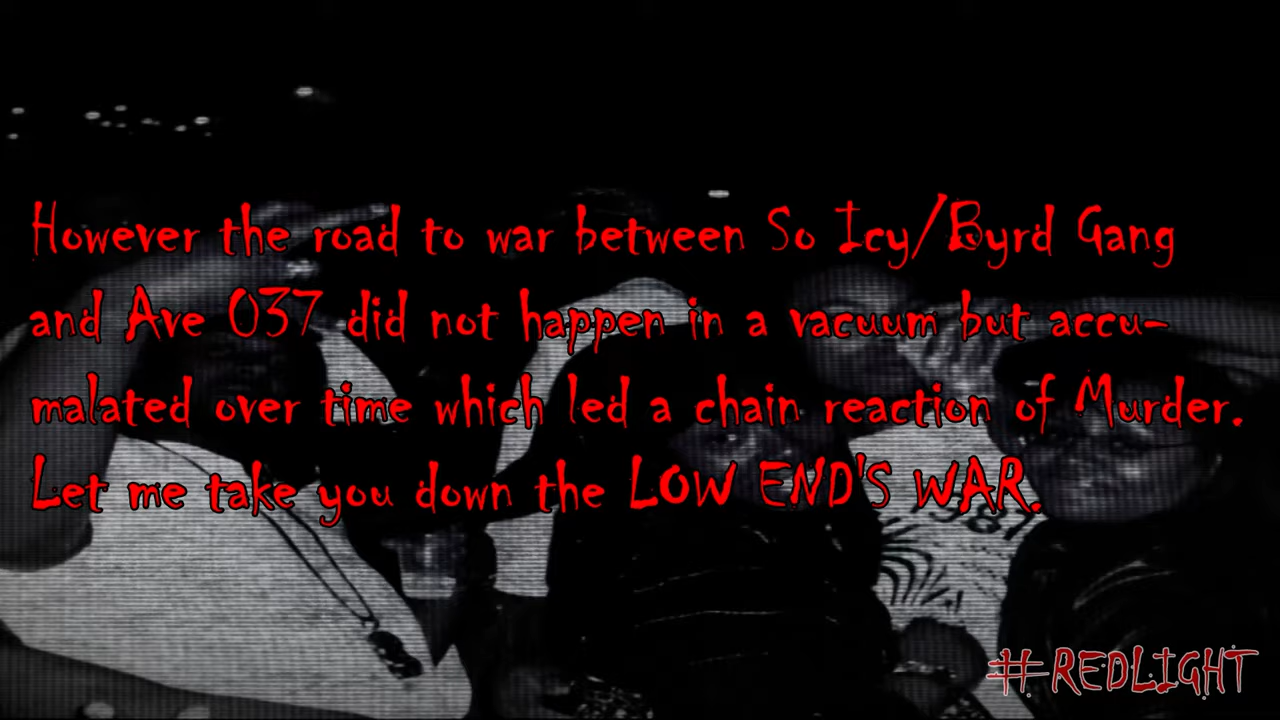 However the road to war between So Icy/Byrd Gang
and Ave 037 did not happen in a vacuum but accu-
malated over time which led a chain reaction of Murder.
Let me take you down the LOW END'S WAR.
1987
#REDLIGHT